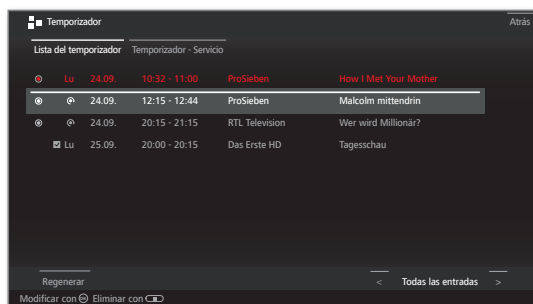 Temporizador Atrás
Lista del temporizador Temporizador - Servicio
Lu 24.09. 10:32 - 11:00 ProSieben How I Met Your Mother
24.09. 12:15 - 12:44 ProSieben Malcolm mittendrin
24.09. 20:15 - 21:15 RTL Television Wer wird Millionär?
Lu 25.09. 20:00 - 20:15 Das Erste HD Tagesschau
Regenerar < Todas las entradas >
Modificar con OK Eliminar con